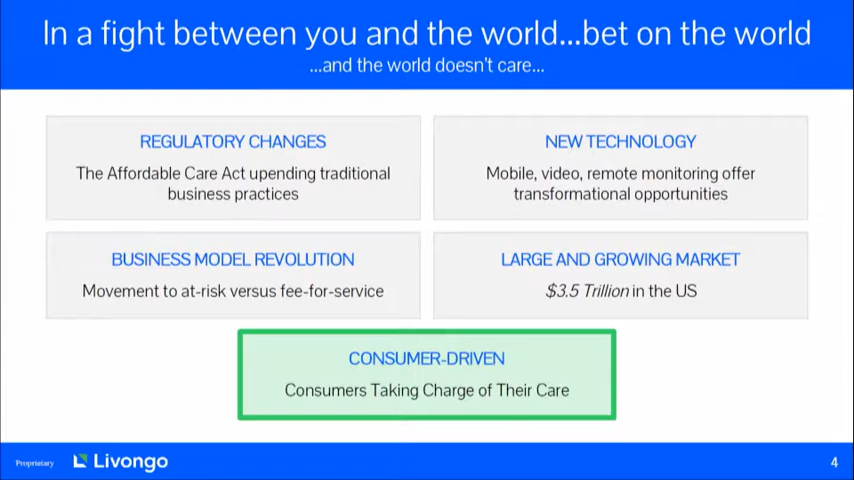 In a fight between you and the world...bet on the world
...and the world doesn't care...
REGULATORY CHANGES
The Affordable Care Act upending traditional
business practices
NEW TECHNOLOGY
Mobile, video, remote monitoring offer
transformational opportunities
BUSINESS MODEL REVOLUTION
Movement to at-risk versus fee-for-service
LARGE AND GROWING MARKET
$3.5 Trillion in the US
CONSUMER-DRIVEN
Consumers Taking Charge of Their Care
Proprietary
Livongo
4